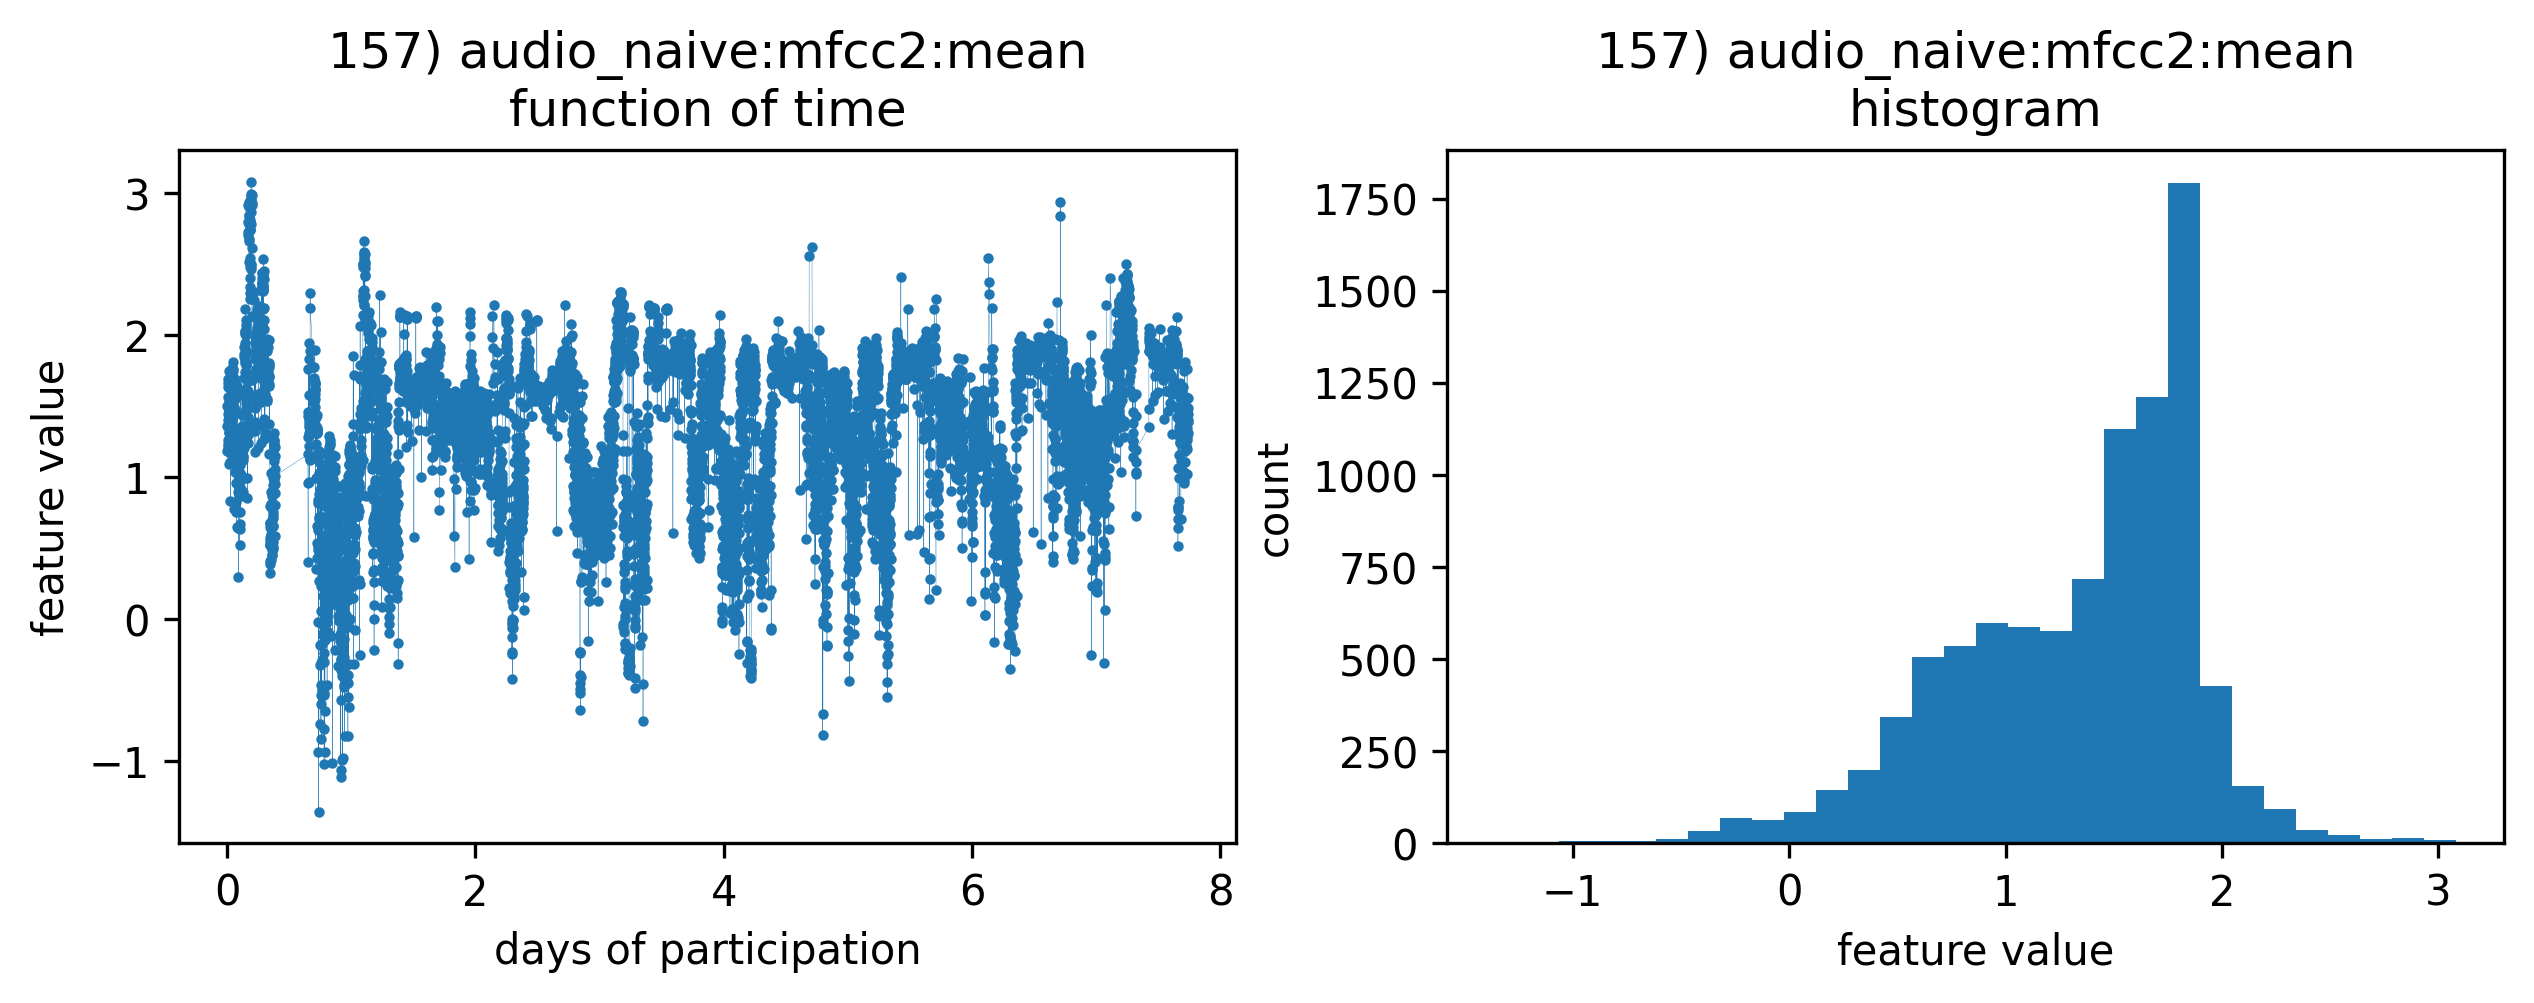 157) audio_naive:mfcc2:mean
function of time
feature value
3
2
1
0
−1
0
2
4
6
8
days of participation
157) audio_naive:mfcc2:mean
histogram
count
1750
1500
1250
1000
750
500
250
0
−1
0
1
2
3
feature value